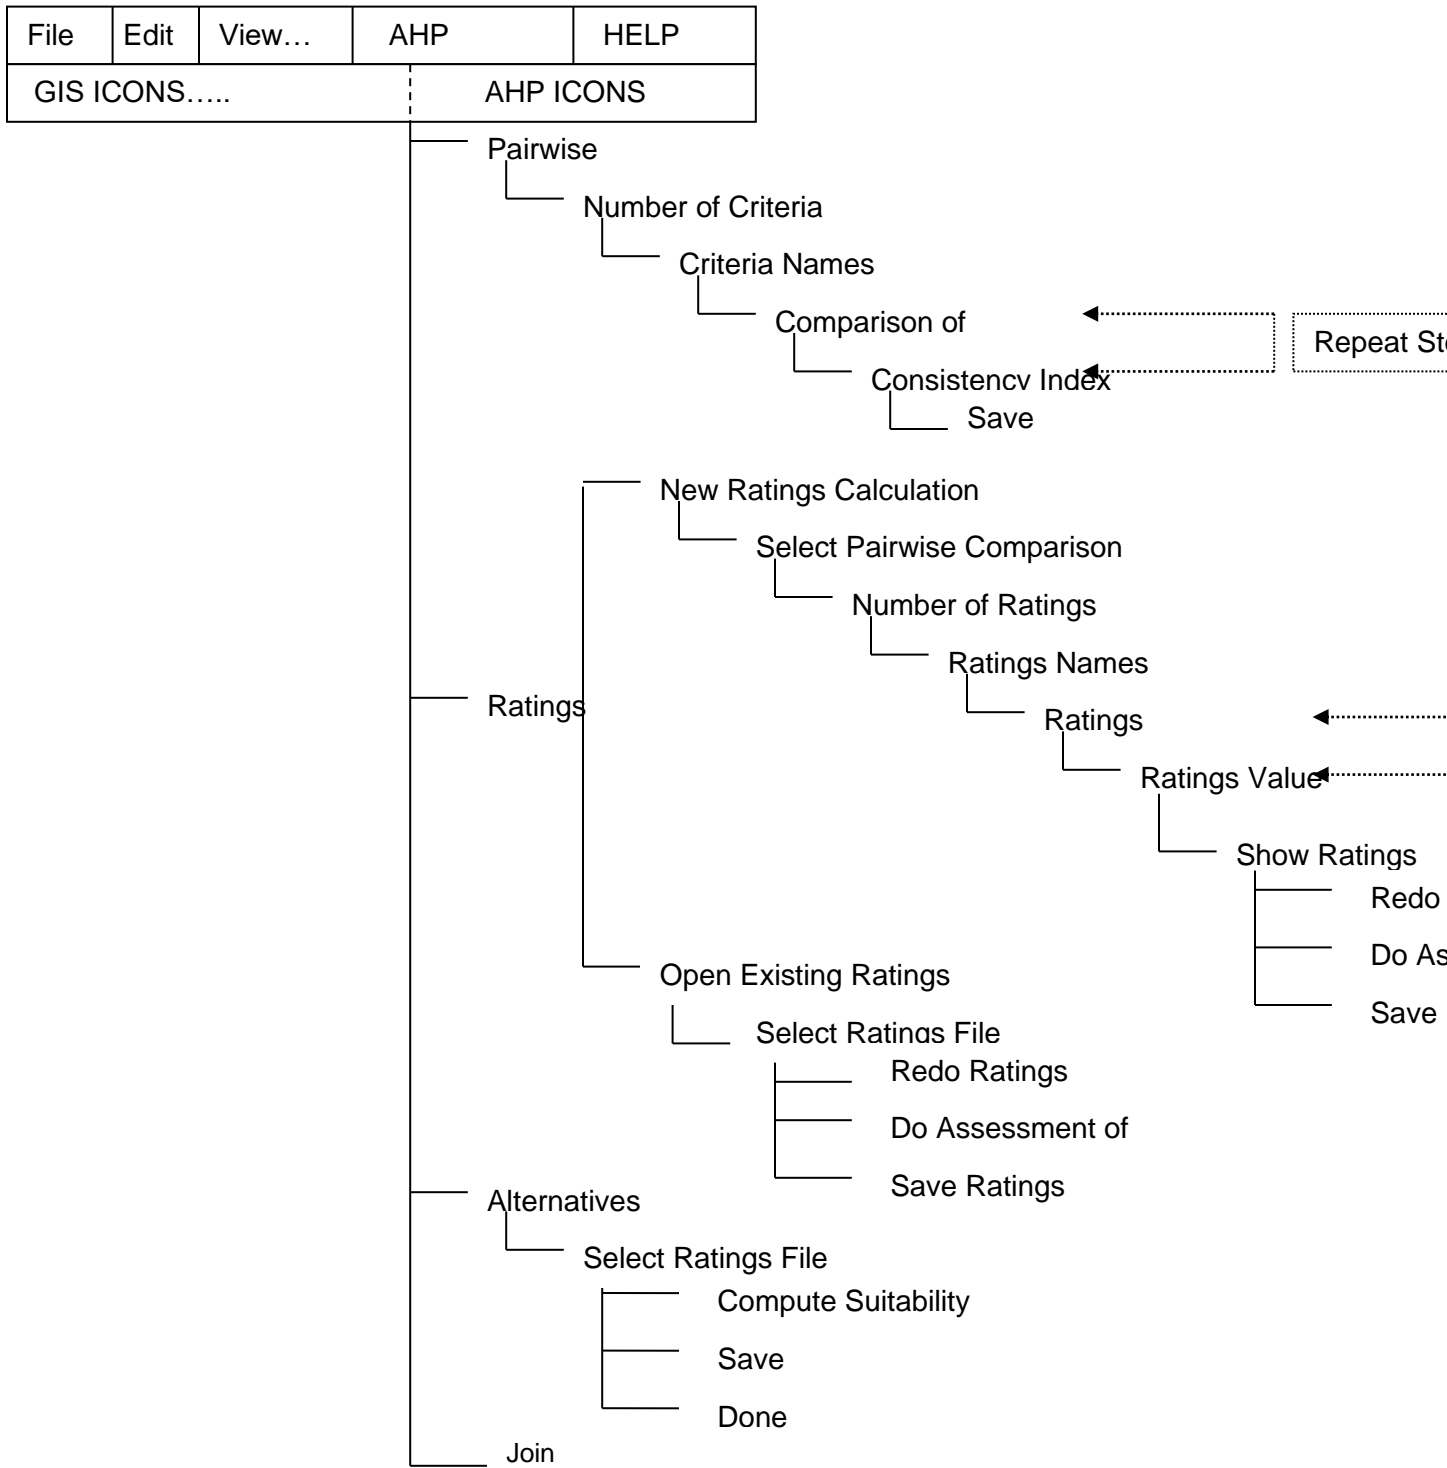 File Edit View… AHP HELP
GIS ICONS….. AHP ICONS
Pairwise
Number of Criteria
Criteria Names
Comparison of
Repeat
Consistency Index
Save
New Ratings Calculation
Select Pairwise Comparison
Number of Ratings
Ratings Names
Ratings
Ratings
Ratings Value
Show Ratings
Redo
Do
Save
Open Existing Ratings
Select Ratings File
Redo Ratings
Do Assessment of
Save Ratings
Alternatives
Select Ratings File
Compute Suitability
Save
Done
Join